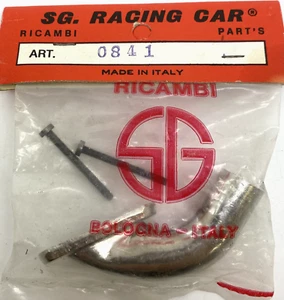 SG. RACING CAR®
RICAMBI PART'S
ART. 0841
MADE IN ITALY
RICAMBI
SG
BOLOGNA - ITALY